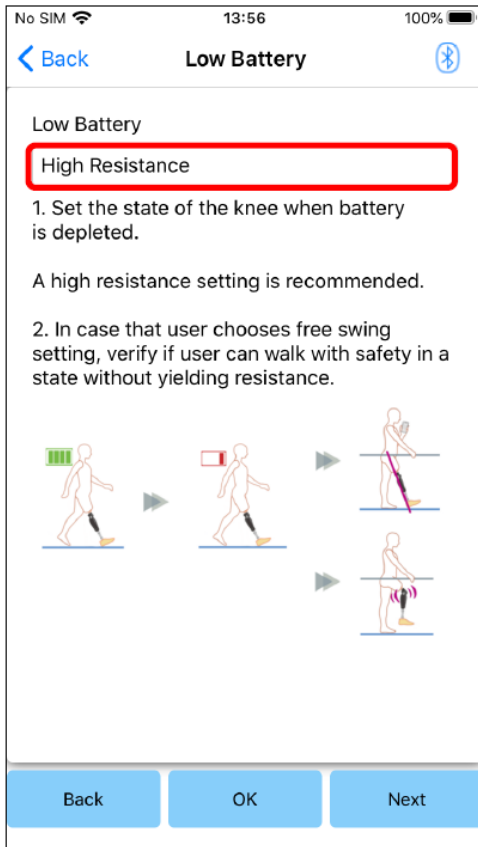 No SIM 13:56 100%
Back Low Battery
Low Battery
High Resistance
1. Set the state of the knee when battery
is depleted.
A high resistance setting is recommended.
2. In case that user chooses free swing
setting, verify if user can walk with safety in a
state without yielding resistance.
Back OK Next